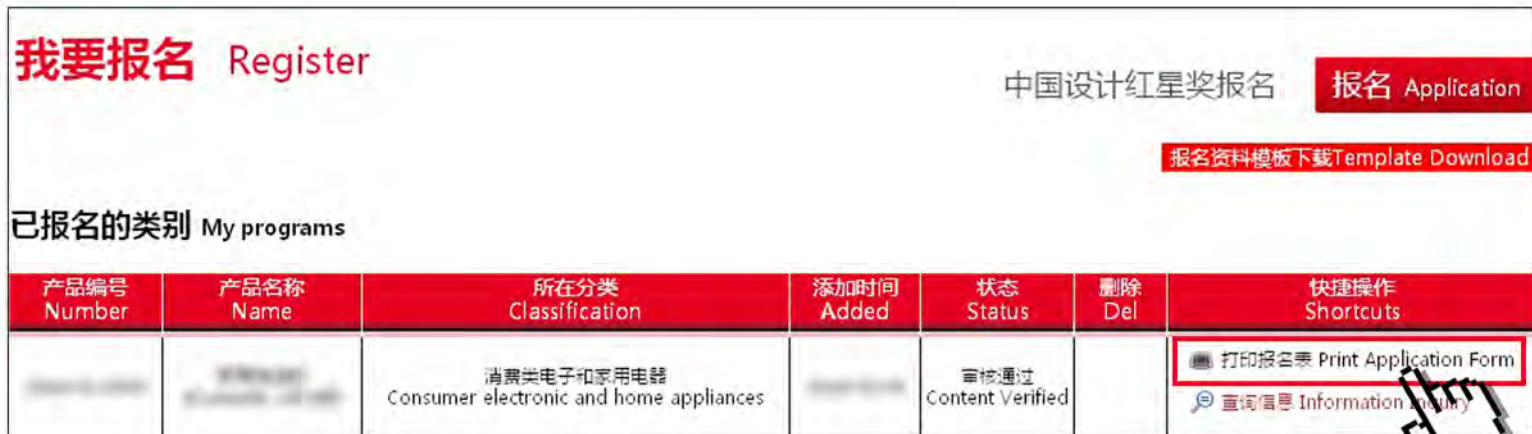 我要报名 Register
中国设计红星奖报名 报名 Application
报名资料模板下载Template Download
已报名的类别 My programs
产品编号 产品名称 所在分类 添加时间 状态 删除 快捷操作
Number Name Classification Added Status Del Shortcuts
打印报名表 Print Application Form
消费类电子和家用电器 审核通过
Consumer electronic and home appliances Content Verified
查询信息 Information Inquiry